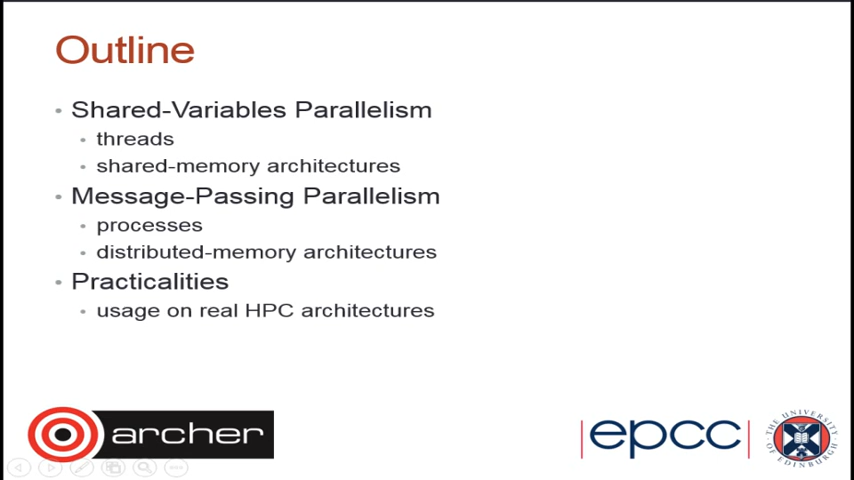 Outline
• Shared-Variables Parallelism
• threads
• shared-memory architectures
• Message-Passing Parallelism
• processes
• distributed-memory architectures
• Practicalities
• usage on real HPC architectures
archer
epcc
THE UNIVERSITY OF EDINBURGH